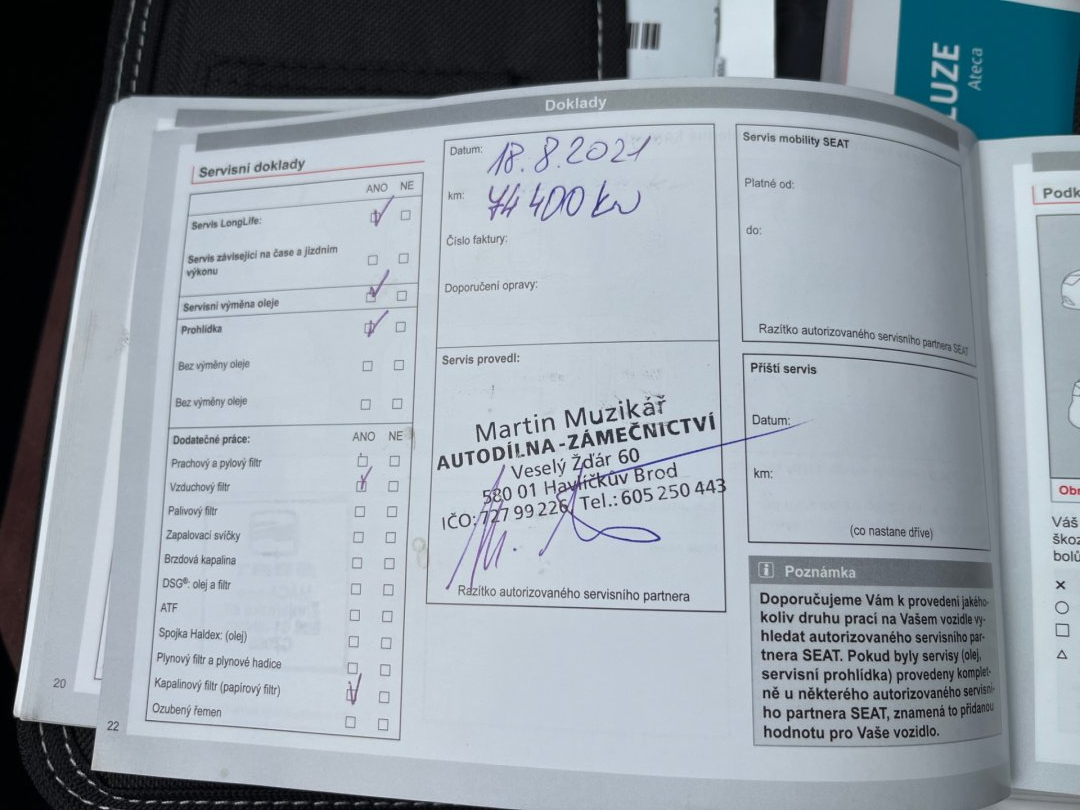 LUZE
Ateca
Doklady
Servisní doklady
ANO NE
Servis LongLife:
Servis závisející na čase a jízdním
výkonu
Servisní výměna oleje
Prohlídka
Bez výměny oleje
Bez výměny oleje
Dodatečné práce: ANO NE
Prachový a pylový filtr
Vzduchový filtr
Palivový filtr
Zapalovací svíčky
Brzdová kapalina
DSG®: olej a filtr
ATF
Spojka Haldex: (olej)
Plynový filtr a plynové hadice
Kapalinový filtr (papírový filtr)
Ozubený řemen
20
22
Datum: 18.8.2021
km: 74 400 km
Číslo faktury:
Doporučení opravy:
Servis provedl:
Martin Muzikář
AUTODÍLNA-ZÁMEČNICTVÍ
Veselý Žďár 60
580 01 Havlíčkův Brod
IČO: 727 99 226, Tel.: 605 250 443
Razítko autorizovaného servisního partnera
Servis mobility SEAT
Platné od:
do:
Razítko autorizovaného servisního partnera SEAT
Příští servis
Datum:
km:
(co nastane dříve)
i Poznámka
Doporučujeme Vám k provedení jakého-
koliv druhu prací na Vašem vozidle vy-
hledat autorizovaného servisního par-
tnera SEAT. Pokud byly servisy (olej,
servisní prohlídka) provedeny komplet-
ně u některého autorizovaného servisní-
ho partnera SEAT, znamená to přidanou
hodnotu pro Vaše vozidlo.
Podk
Obr
Váš
škoz
bolů